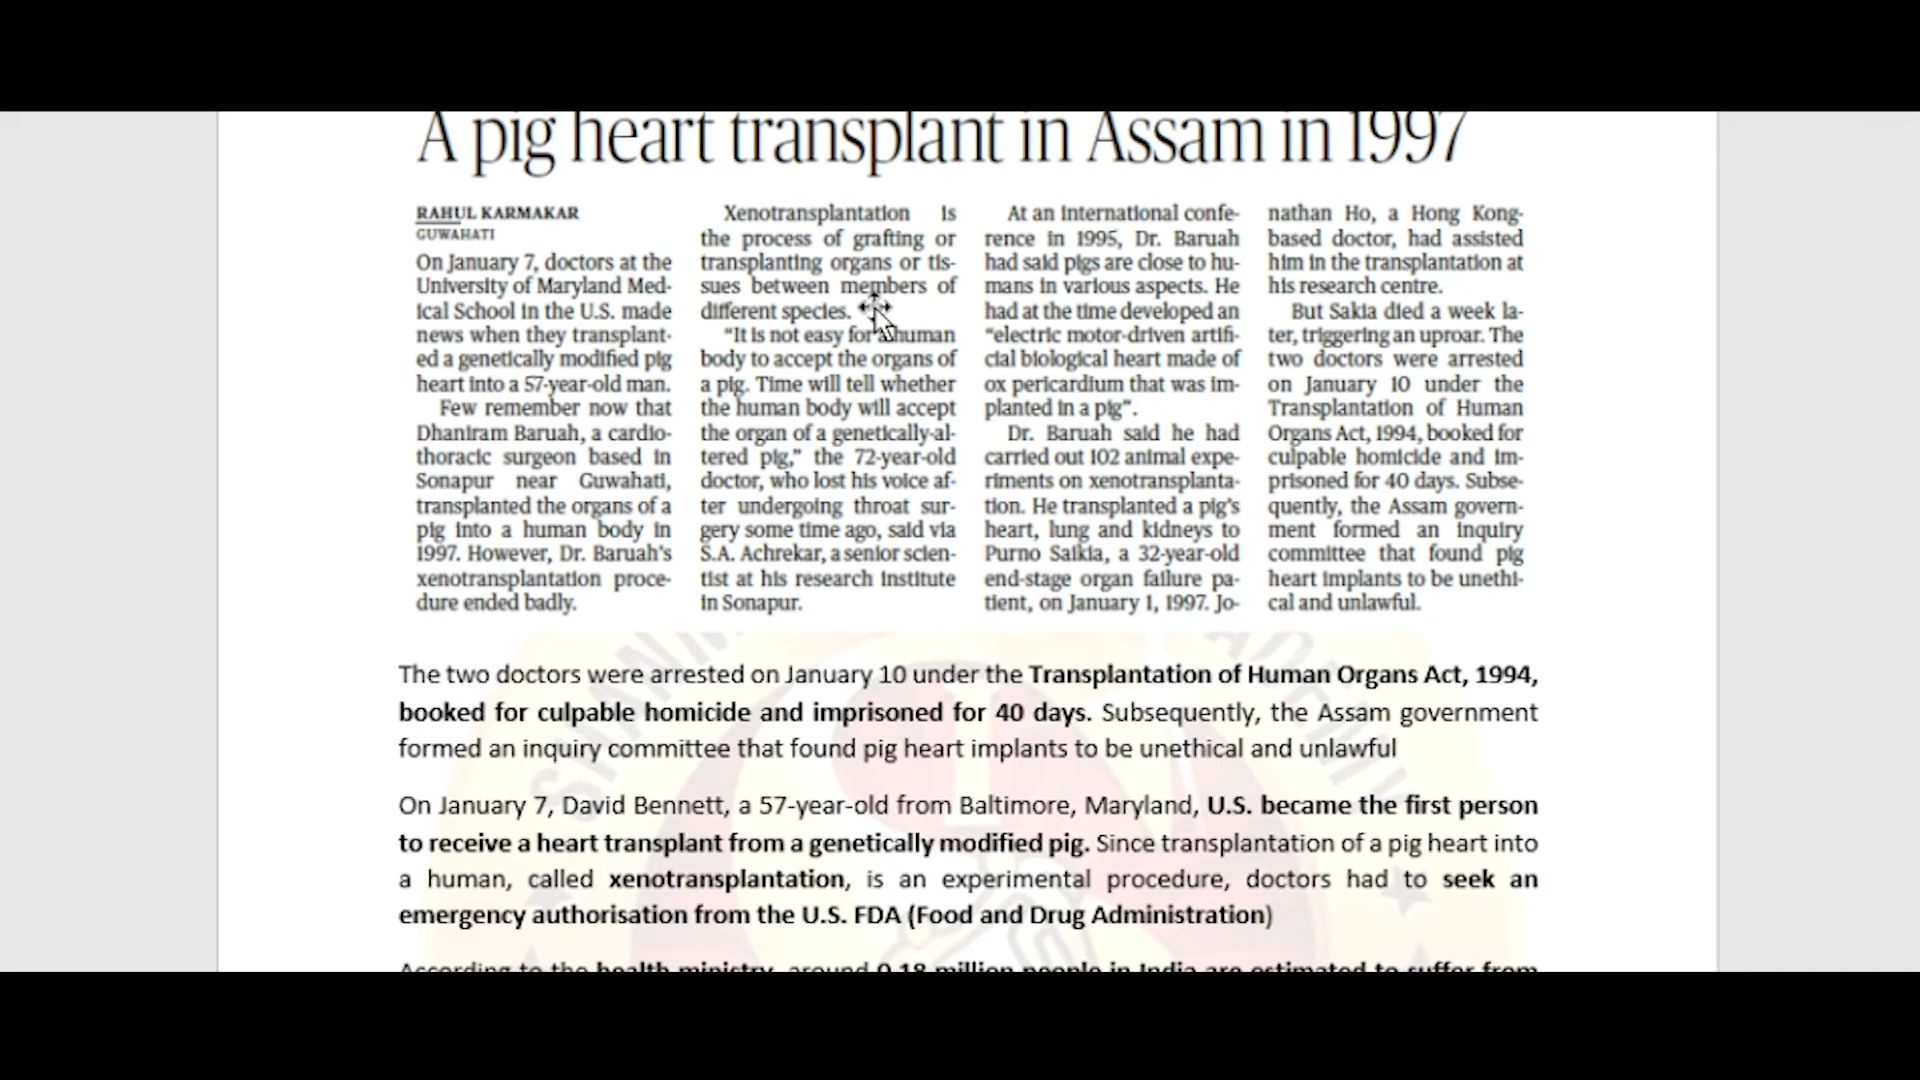 A pig heart transplant in Assam in 1997
RAHUL KARMAKAR
GUWAHATI
On January 7, doctors at the
University of Maryland Med-
ical School in the U.S. made
news when they transplant-
ed a genetically modified pig
heart into a 57-year-old man.
Few remember now that
Dhaniram Baruah, a cardio-
thoracic surgeon based in
Sonapur near Guwahati,
transplanted the organs of a
pig into a human body in
1997. However, Dr. Baruah's
xenotransplantation proce-
dure ended badly.
Xenotransplantation is
the process of grafting or
transplanting organs or tis-
sues between members of
different species.
“It is not easy for a human
body to accept the organs of
a pig. Time will tell whether
the human body will accept
the organ of a genetically-al-
tered pig,” the 72-year-old
doctor, who lost his voice af-
ter undergoing throat sur-
gery some time ago, said via
S.A. Achrekar, a senior scien-
tist at his research institute
in Sonapur.
At an international confe-
rence in 1995, Dr. Baruah
had said pigs are close to hu-
mans in various aspects. He
had at the time developed an
“electric motor-driven artifi-
cial biological heart made of
ox pericardium that was im-
planted in a pig”.
Dr. Baruah said he had
carried out 102 animal expe-
riments on xenotransplanta-
tion. He transplanted a pig's
heart, lung and kidneys to
Purno Saikia, a 32-year-old
end-stage organ failure pa-
tient, on January 1, 1997. Jo-
nathan Ho, a Hong Kong-
based doctor, had assisted
him in the transplantation at
his research centre.
But Sakia died a week la-
ter, triggering an uproar. The
two doctors were arrested
on January 10 under the
Transplantation of Human
Organs Act, 1994, booked for
culpable homicide and im-
prisoned for 40 days. Subse-
quently, the Assam govern-
ment formed an inquiry
committee that found pig
heart implants to be unethi-
cal and unlawful.
The two doctors were arrested on January 10 under the Transplantation of Human Organs Act, 1994,
booked for culpable homicide and imprisoned for 40 days. Subsequently, the Assam government
formed an inquiry committee that found pig heart implants to be unethical and unlawful
On January 7, David Bennett, a 57-year-old from Baltimore, Maryland, U.S. became the first person
to receive a heart transplant from a genetically modified pig. Since transplantation of a pig heart into
a human, called xenotransplantation, is an experimental procedure, doctors had to seek an
emergency authorisation from the U.S. FDA (Food and Drug Administration)
According to the health ministry, around 0.18 million people in India are estimated to suffer from